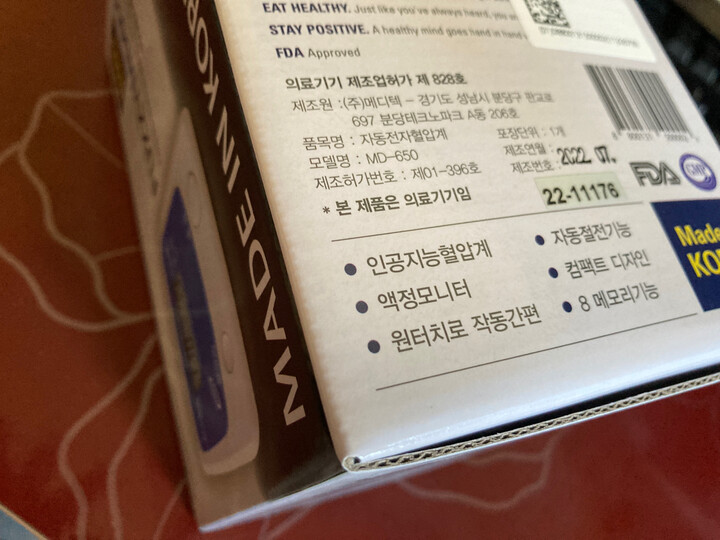 EAT HEALTHY. Just like you've always heard, you
STAY POSITIVE. A healthy mind goes hand in hand
FDA Approved
의료기기 제조업허가 제 828호
제조원 : (주)메디텍 - 경기도 성남시 분당구 판교로
697 분당테크노파크 A동 206호
품목명 : 자동전자혈압계 포장단위 : 1개
모델명 : MD-650 제조연월 : 2022. 07.
제조허가번호 : 제01-396호 제조번호 : 22-11176
* 본 제품은 의료기기임
FDA
GMP
인공지능혈압계
액정모니터
원터치로 작동간편
자동절전기능
컴팩트 디자인
8 메모리기능
Made
KO
MADE IN KOR